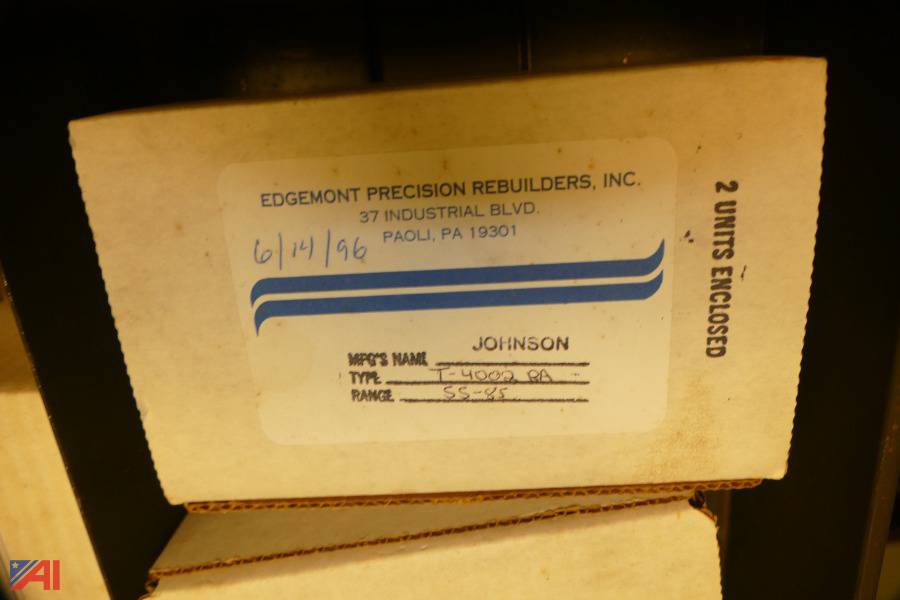 EDGEMONT PRECISION REBUILDERS, INC.
37 INDUSTRIAL BLVD.
PAOLI, PA 19301
6/14/96
MFG'S NAME JOHNSON
TYPE T-4002 RA
RANGE 55-85
2 UNITS ENCLOSED
AI